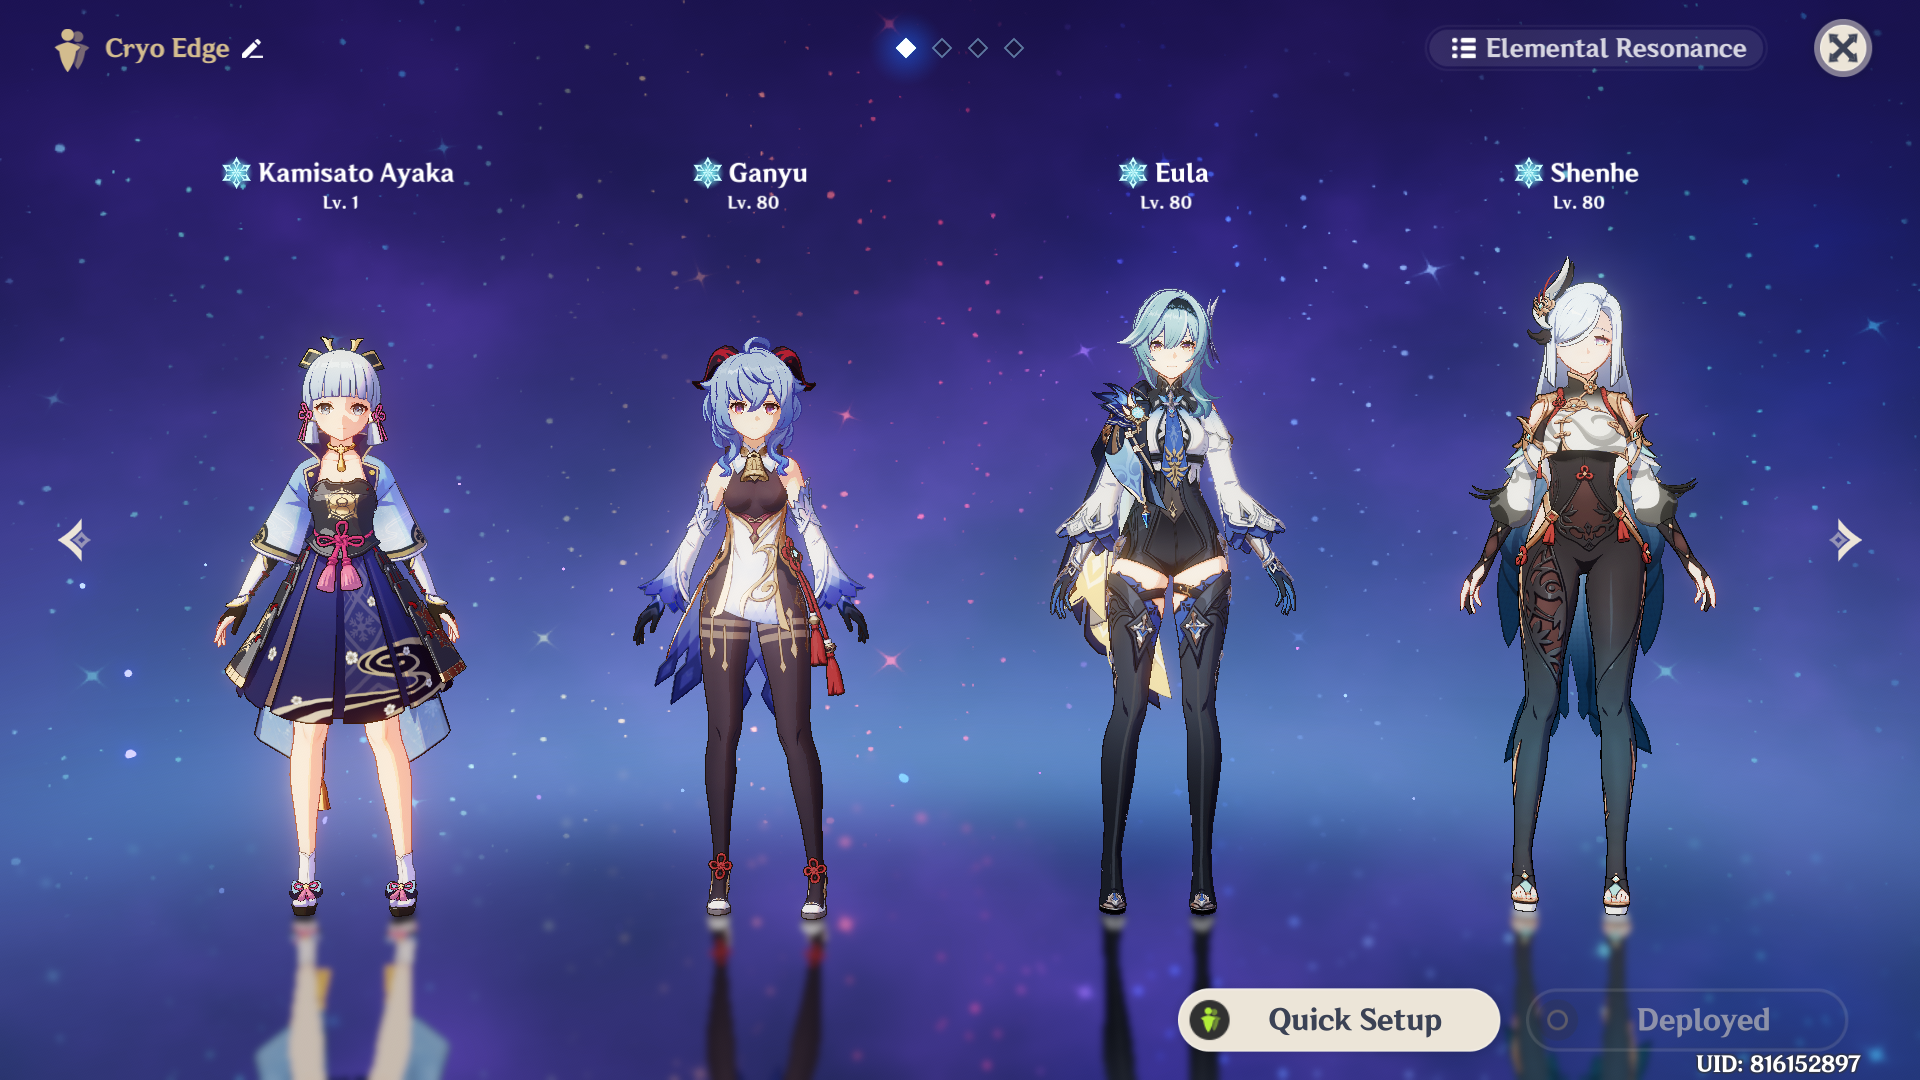 Cryo Edge
Elemental Resonance
Kamisato Ayaka
Lv. 1
Ganyu
Lv. 80
Eula
Lv. 80
Shenhe
Lv. 80
Quick Setup
Deployed
UID: 816152897